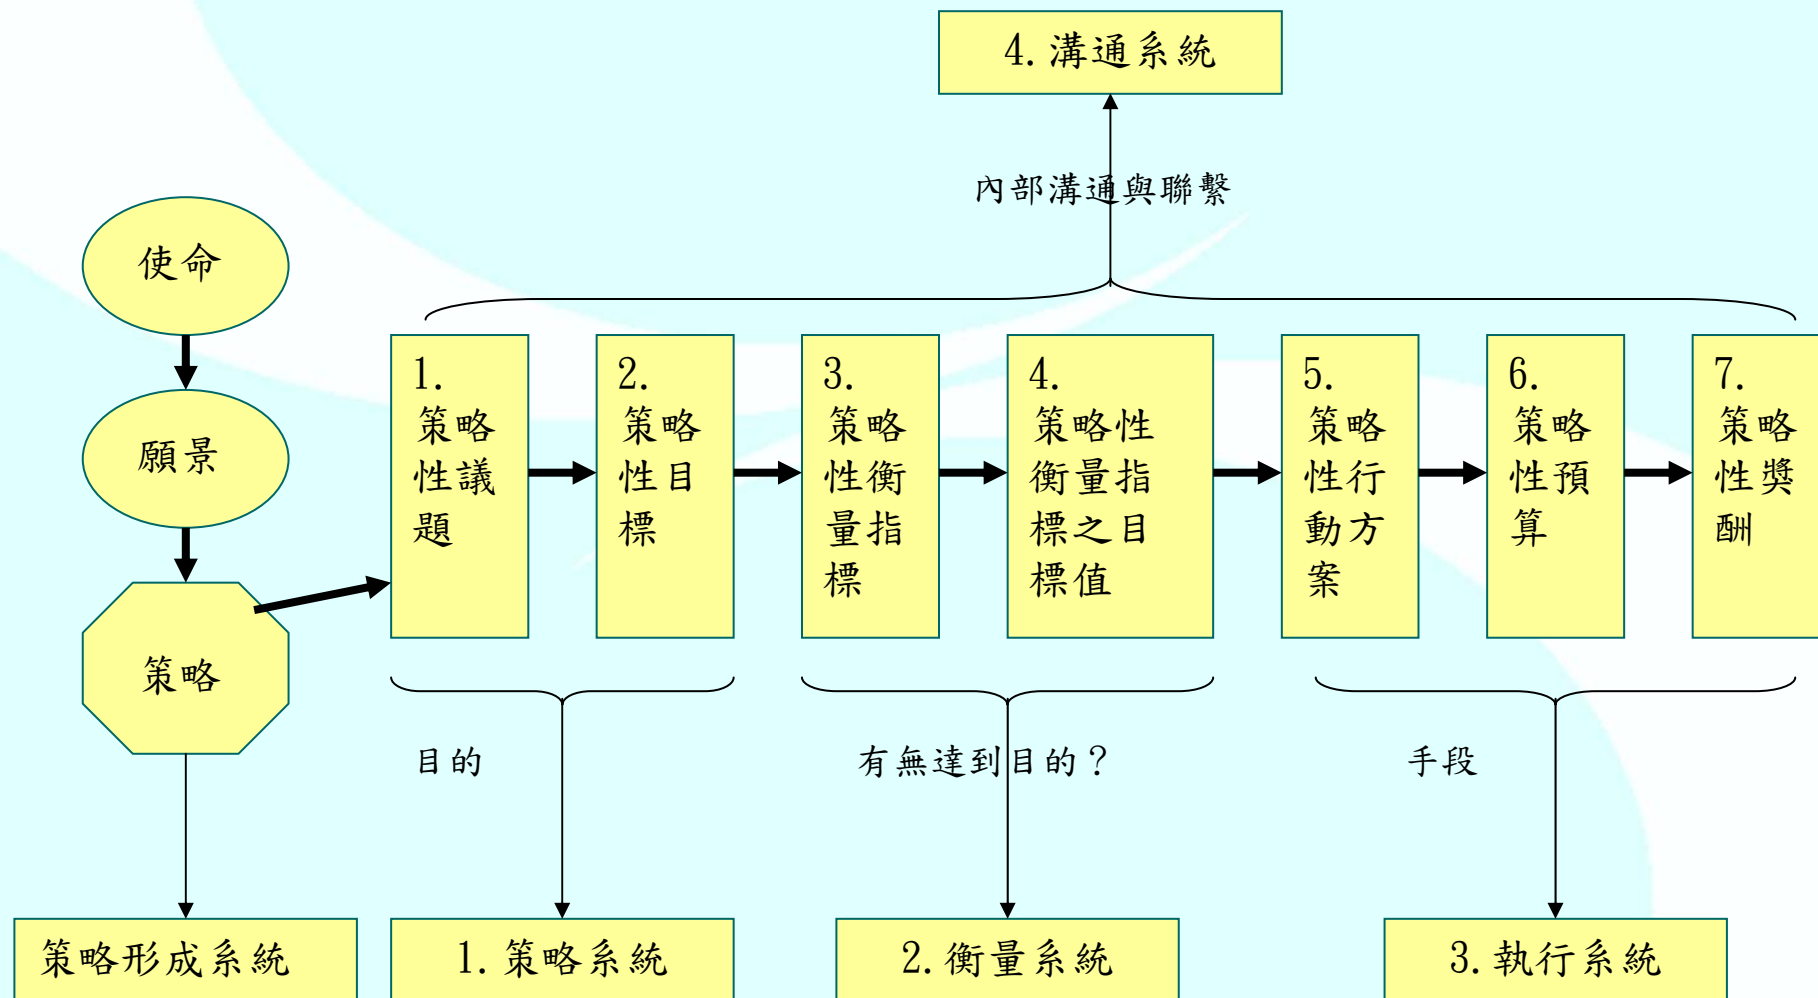 4. 溝通系統
內部溝通與聯繫
使命
願景
策略
1.
策略
性議
題
2.
策略
性目
標
3.
策略
性衡
量指
標
4.
策略性
衡量指
標之目
標值
5.
策略
性行
動方
案
6.
策略
性預
算
7.
策略
性獎
酬
目的
有無達到目的？
手段
策略形成系統
1. 策略系統
2. 衡量系統
3. 執行系統